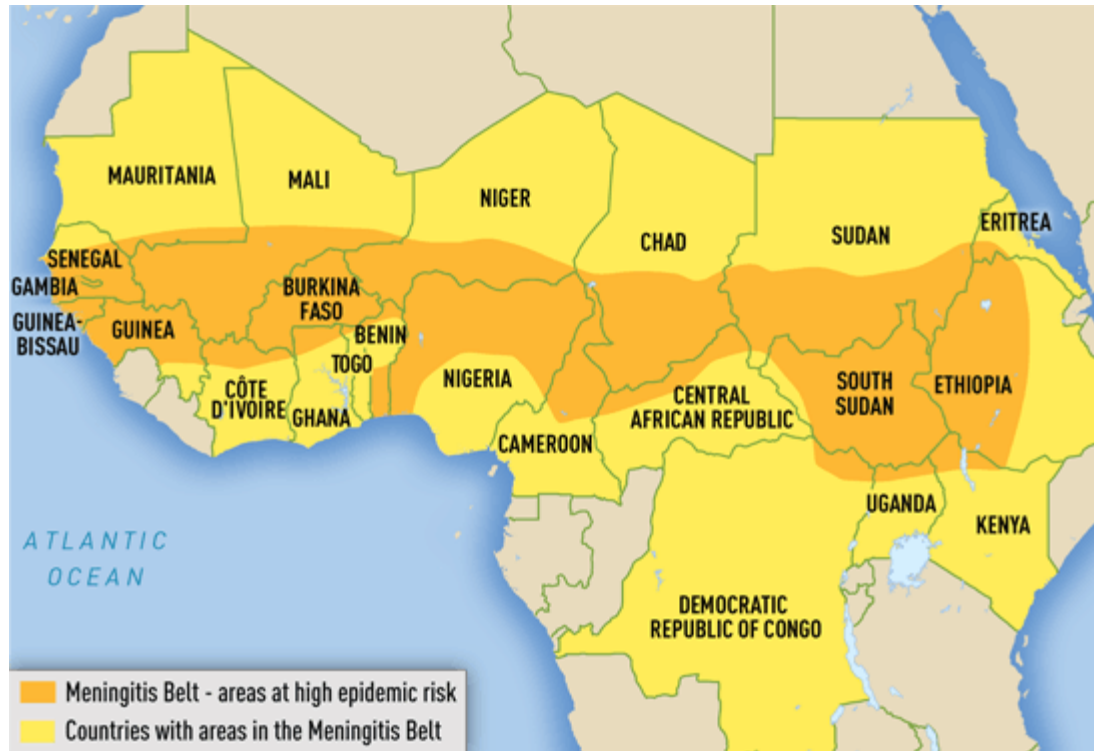 MAURITANIA
MALI
NIGER
CHAD
SUDAN
ERITREA
SENEGAL
GAMBIA
GUINEA-
BISSAU
GUINEA
BURKINA
FASO
BENIN
TOGO
CÔTE
D'IVOIRE
GHANA
NIGERIA
CAMEROON
CENTRAL
AFRICAN REPUBLIC
SOUTH
SUDAN
ETHIOPIA
UGANDA
KENYA
DEMOCRATIC
REPUBLIC OF CONGO
ATLANTIC
OCEAN
Meningitis Belt - areas at high epidemic risk
Countries with areas in the Meningitis Belt